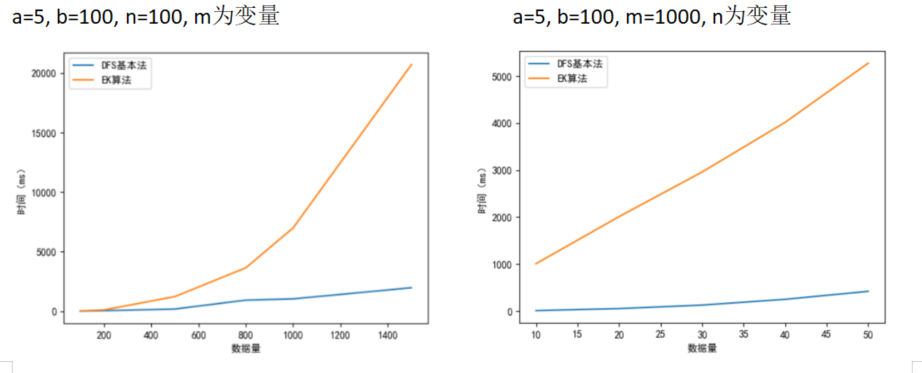 a=5, b=100, n=100, m为变量
DFS基本法
EK算法
20000
15000
10000
5000
0
时间（ms）
200 400 600 800 1000 1200 1400
数据量
a=5, b=100, m=1000, n为变量
DFS基本法
EK算法
5000
4000
3000
2000
1000
0
时间（ms）
10 15 20 25 30 35 40 45 50
数据量